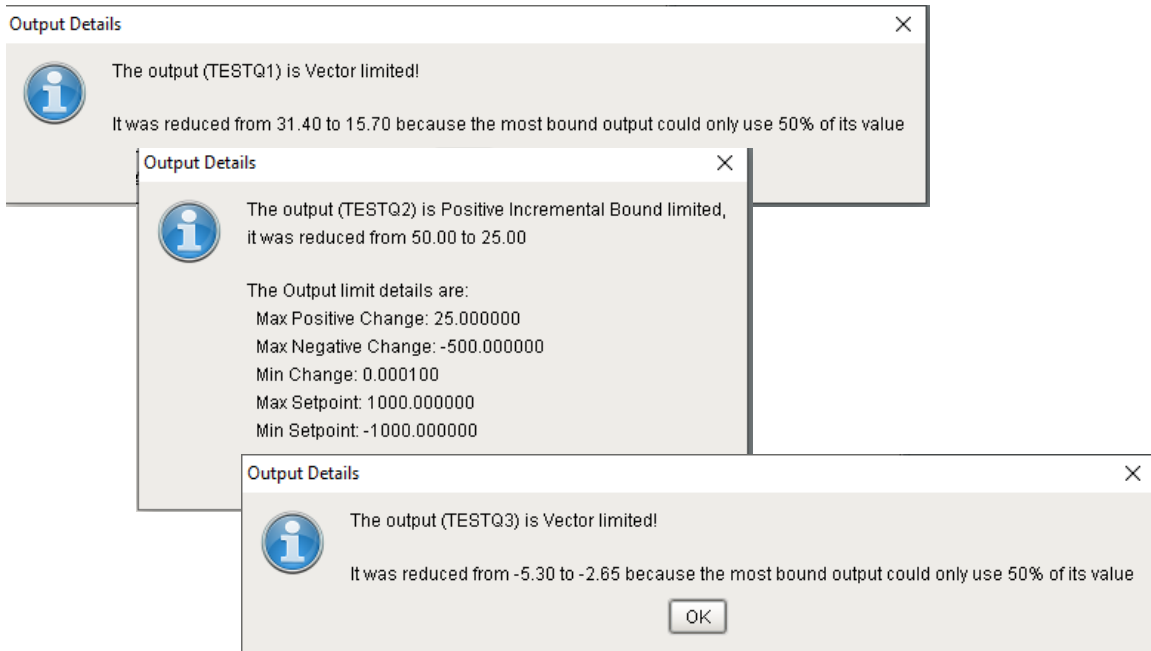 Output Details
The output (TESTQ1) is Vector limited!
It was reduced from 31.40 to 15.70 because the most bound output could only use 50% of its value
Output Details
The output (TESTQ2) is Positive Incremental Bound limited,
it was reduced from 50.00 to 25.00
The Output limit details are:
Max Positive Change: 25.000000
Max Negative Change: -500.000000
Min Change: 0.000100
Max Setpoint: 1000.000000
Min Setpoint: -1000.000000
Output Details
The output (TESTQ3) is Vector limited!
It was reduced from -5.30 to -2.65 because the most bound output could only use 50% of its value
OK